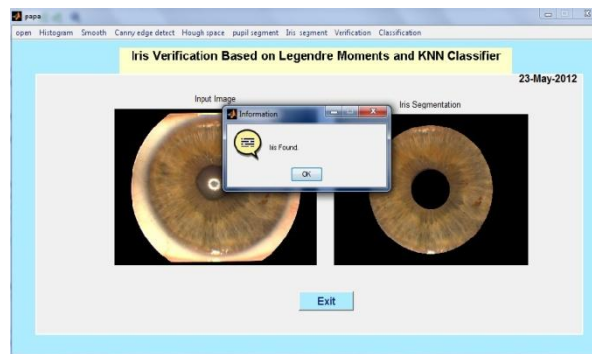 papa
open Histogram Smooth Canny edge detect Hough space pupil segment Iris segment Verification Classification
Iris Verification Based on Legendre Moments and KNN Classifier
23-May-2012
Input Image
Iris Segmentation
Information
Iris Found.
OK
Exit